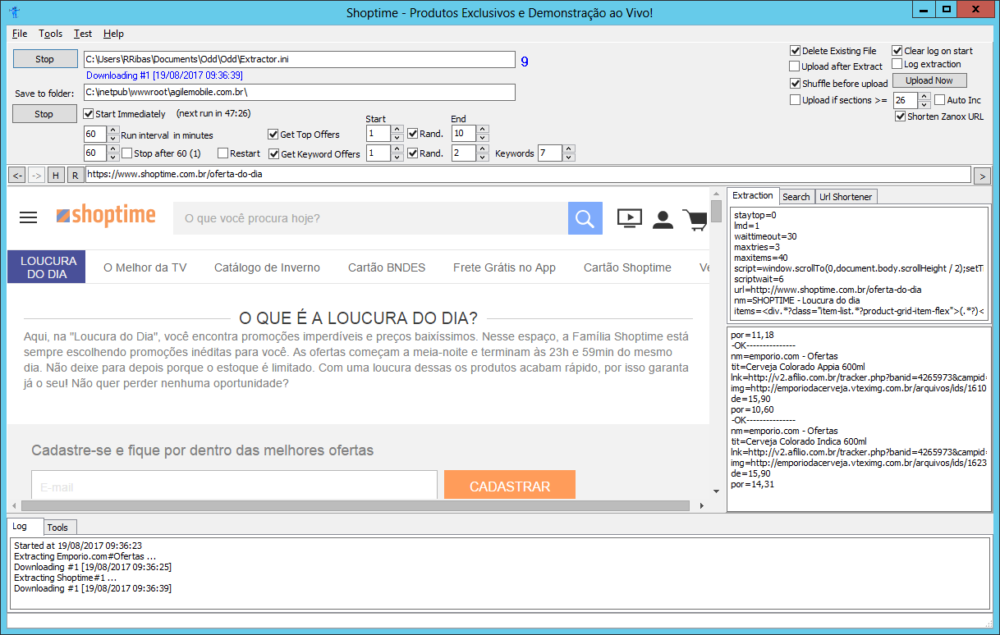 Shoptime - Produtos Exclusivos e Demonstração ao Vivo!
File Tools Test Help
Stop C:\Users\RRibas\Documents\Odd\Odd\Extractor.ini 9
Downloading #1 [19/08/2017 09:36:39]
Save to folder: C:\inetpub\wwwroot\agilemobile.com.br\
Stop Start Immediately (next run in 47:26)
Start End
60 Run interval in minutes Get Top Offers 1 Rand. 10
60 Stop after 60 (1) Restart Get Keyword Offers 1 Rand. 2 Keywords 7
Delete Existing File Clear log on start
Upload after Extract Log extraction
Shuffle before upload Upload Now
Upload if sections >= 26 Auto Inc
Shorten Zanox URL
<- -> H R https://www.shoptime.com.br/oferta-do-dia >
shoptime O que você procura hoje?
LOUCURA
DO DIA O Melhor da TV Catálogo de Inverno Cartão BNDES Frete Grátis no App Cartão Shoptime Ve
O QUE É A LOUCURA DO DIA?
Aqui, na "Loucura do Dia", você encontra promoções imperdíveis e preços baixíssimos. Nesse espaço, a Família Shoptime está
sempre escolhendo promoções inéditas para você. As ofertas começam a meia-noite e terminam às 23h e 59min do mesmo
dia. Não deixe para depois porque o estoque é limitado. Com uma loucura dessas os produtos acabam rápido, por isso garanta
já o seu! Não quer perder nenhuma oportunidade?
Cadastre-se e fique por dentro das melhores ofertas
E-mail CADASTRAR
Extraction Search Url Shortener
staytop=0
lmd=1
waittimeout=30
maxtries=3
maxitems=40
script=window.scrollTo(0,document.body.scrollHeight / 2);setT
scriptwait=6
url=http://www.shoptime.com.br/oferta-do-dia
nm=SHOPTIME - Loucura do dia
items=<div.*?class="item-list.*?product-grid-item-flex">(.*?)<
por=11,18
-OK---------------
nm=emporio.com - Ofertas
tit=Cerveja Colorado Appia 600ml
lnk=http://v2.afilio.com.br/tracker.php?banid=4265973&campid=
img=http://emporiodacerveja.vteximg.com.br/arquivos/ids/1610
de=15,90
por=10,60
-OK---------------
nm=emporio.com - Ofertas
tit=Cerveja Colorado Indica 600ml
lnk=http://v2.afilio.com.br/tracker.php?banid=4265973&campid=
img=http://emporiodacerveja.vteximg.com.br/arquivos/ids/1623
de=15,90
por=14,31
Log Tools
Started at 19/08/2017 09:36:23
Extracting Emporio.com#Ofertas ...
Downloading #1 [19/08/2017 09:36:25]
Extracting Shoptime#1 ...
Downloading #1 [19/08/2017 09:36:39]